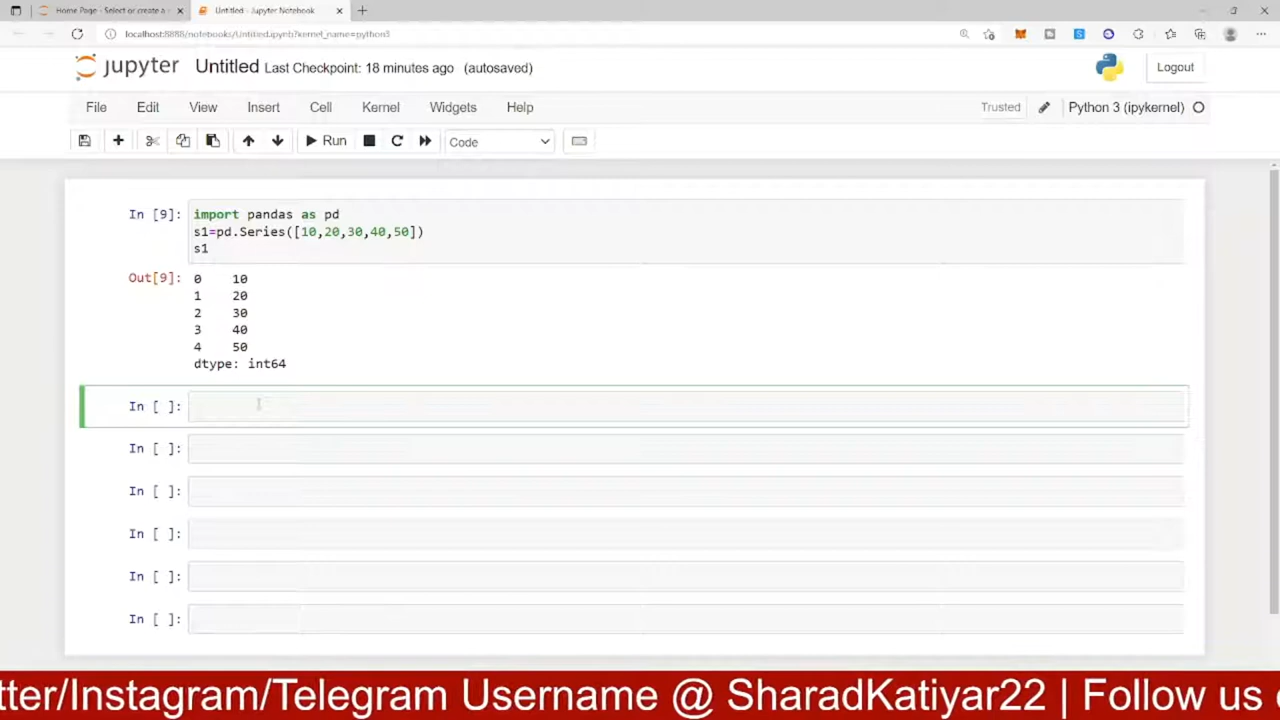 Home Page - Select or create a
Untitled - Jupyter Notebook
localhost:8888/notebooks/Untitled.ipynb?kernel_name=python3
jupyter Untitled Last Checkpoint: 18 minutes ago (autosaved)
Logout
File Edit View Insert Cell Kernel Widgets Help
Trusted Python 3 (ipykernel)
Run Code
In [9]: import pandas as pd
s1=pd.Series([10,20,30,40,50])
s1
Out[9]: 0 10
1 20
2 30
3 40
4 50
dtype: int64
In [ ]:
In [ ]:
In [ ]:
In [ ]:
In [ ]:
In [ ]:
tter/Instagram/Telegram Username @ SharadKatiyar22 | Follow us